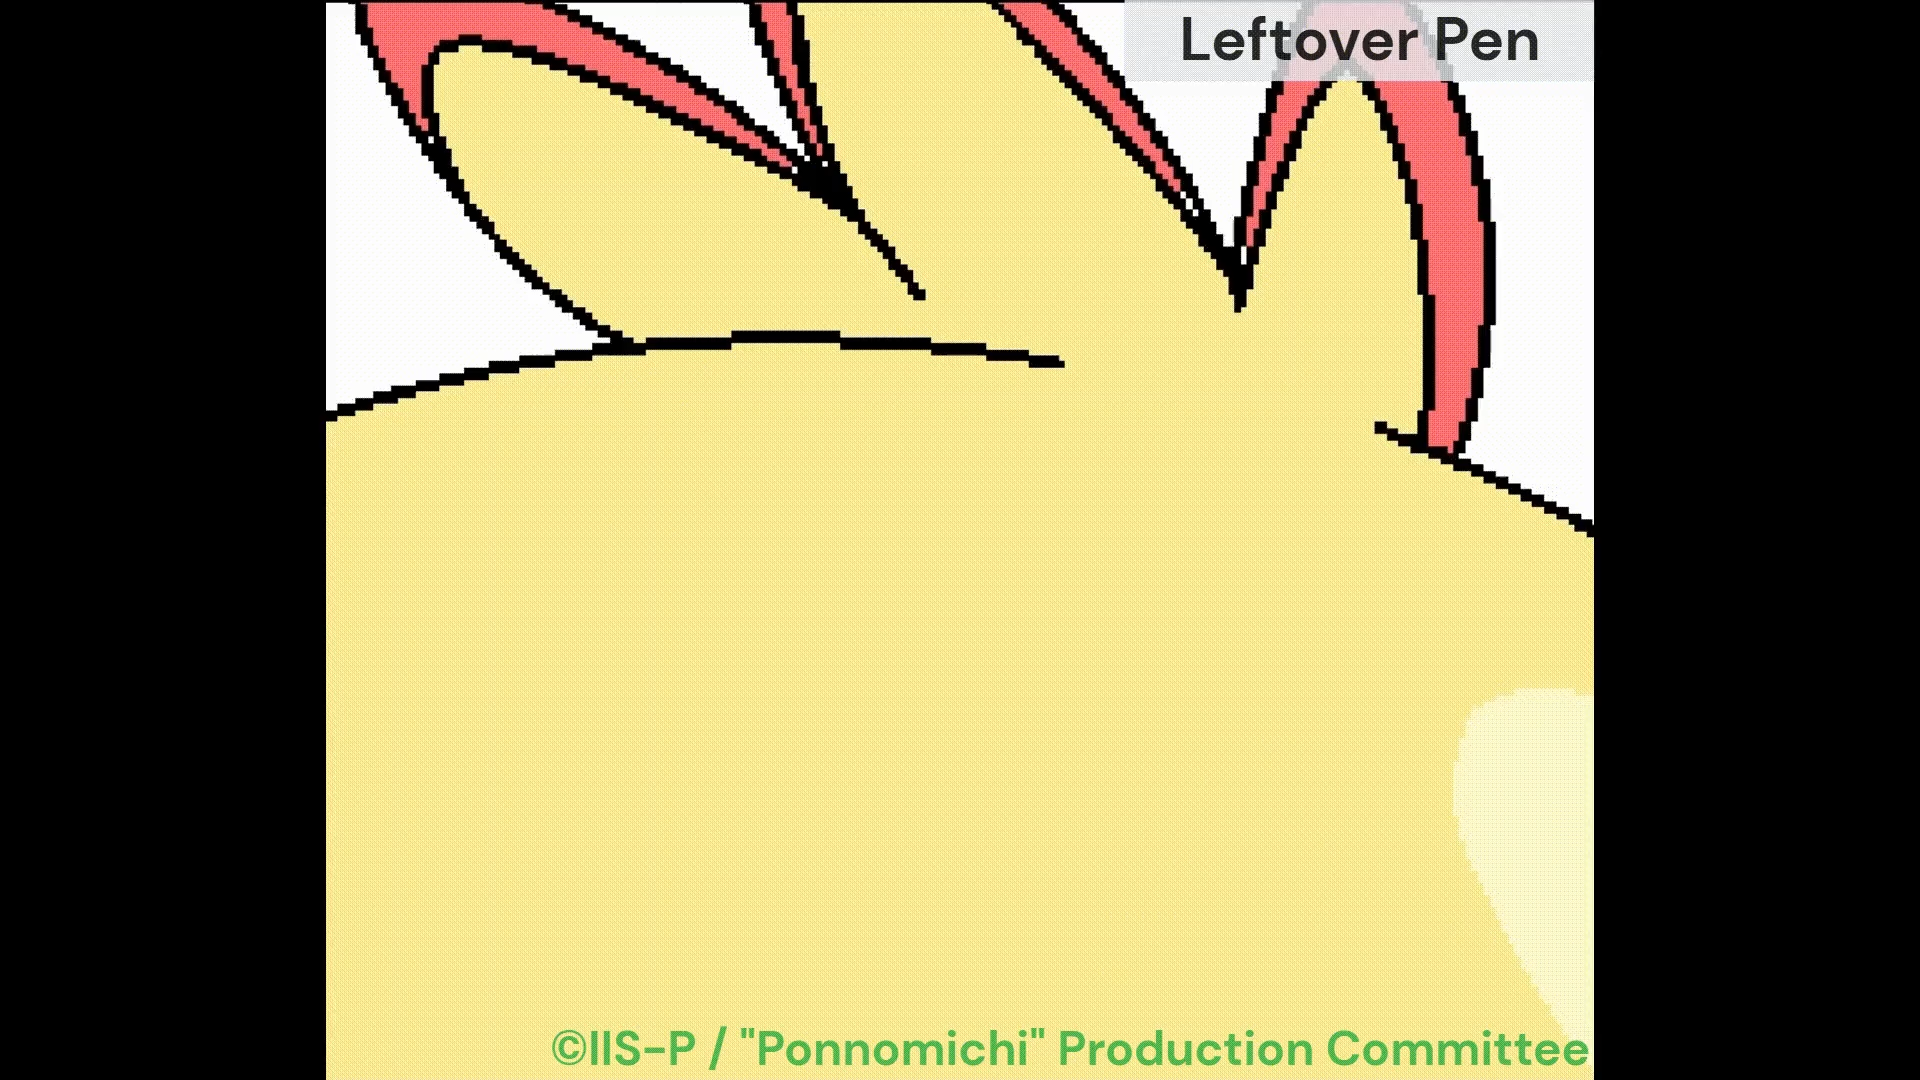 Leftover Pen
©IIS-P / "Ponnomichi" Production Committee